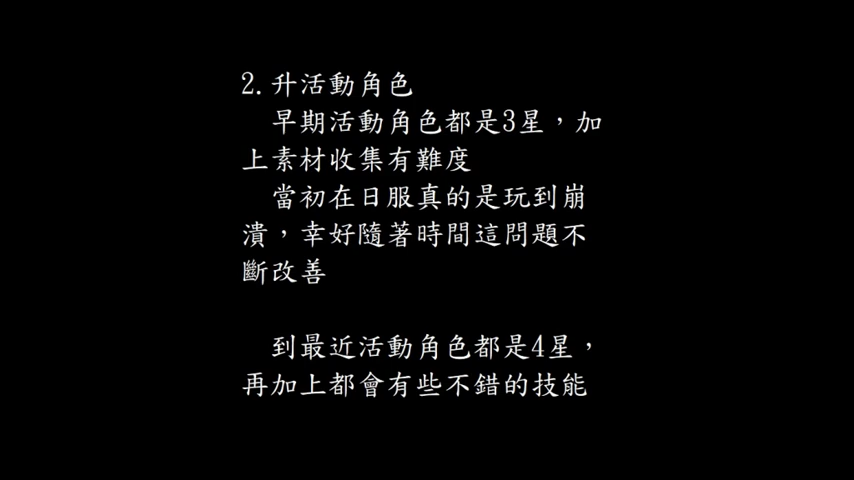 2.升活動角色
早期活動角色都是3星，加
上素材收集有難度
當初在日服真的是玩到崩
潰，幸好隨著時間這問題不
斷改善
到最近活動角色都是4星，
再加上都會有些不錯的技能